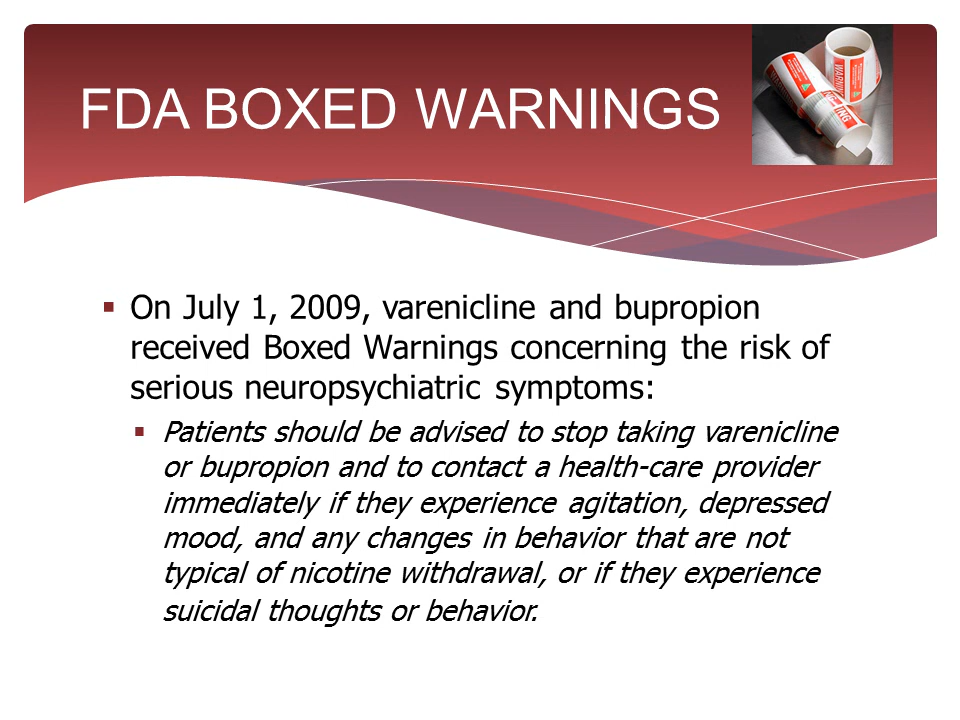 FDA BOXED WARNINGS
WARNING
▪ On July 1, 2009, varenicline and bupropion
received Boxed Warnings concerning the risk of
serious neuropsychiatric symptoms:
▪ Patients should be advised to stop taking varenicline
or bupropion and to contact a health-care provider
immediately if they experience agitation, depressed
mood, and any changes in behavior that are not
typical of nicotine withdrawal, or if they experience
suicidal thoughts or behavior.